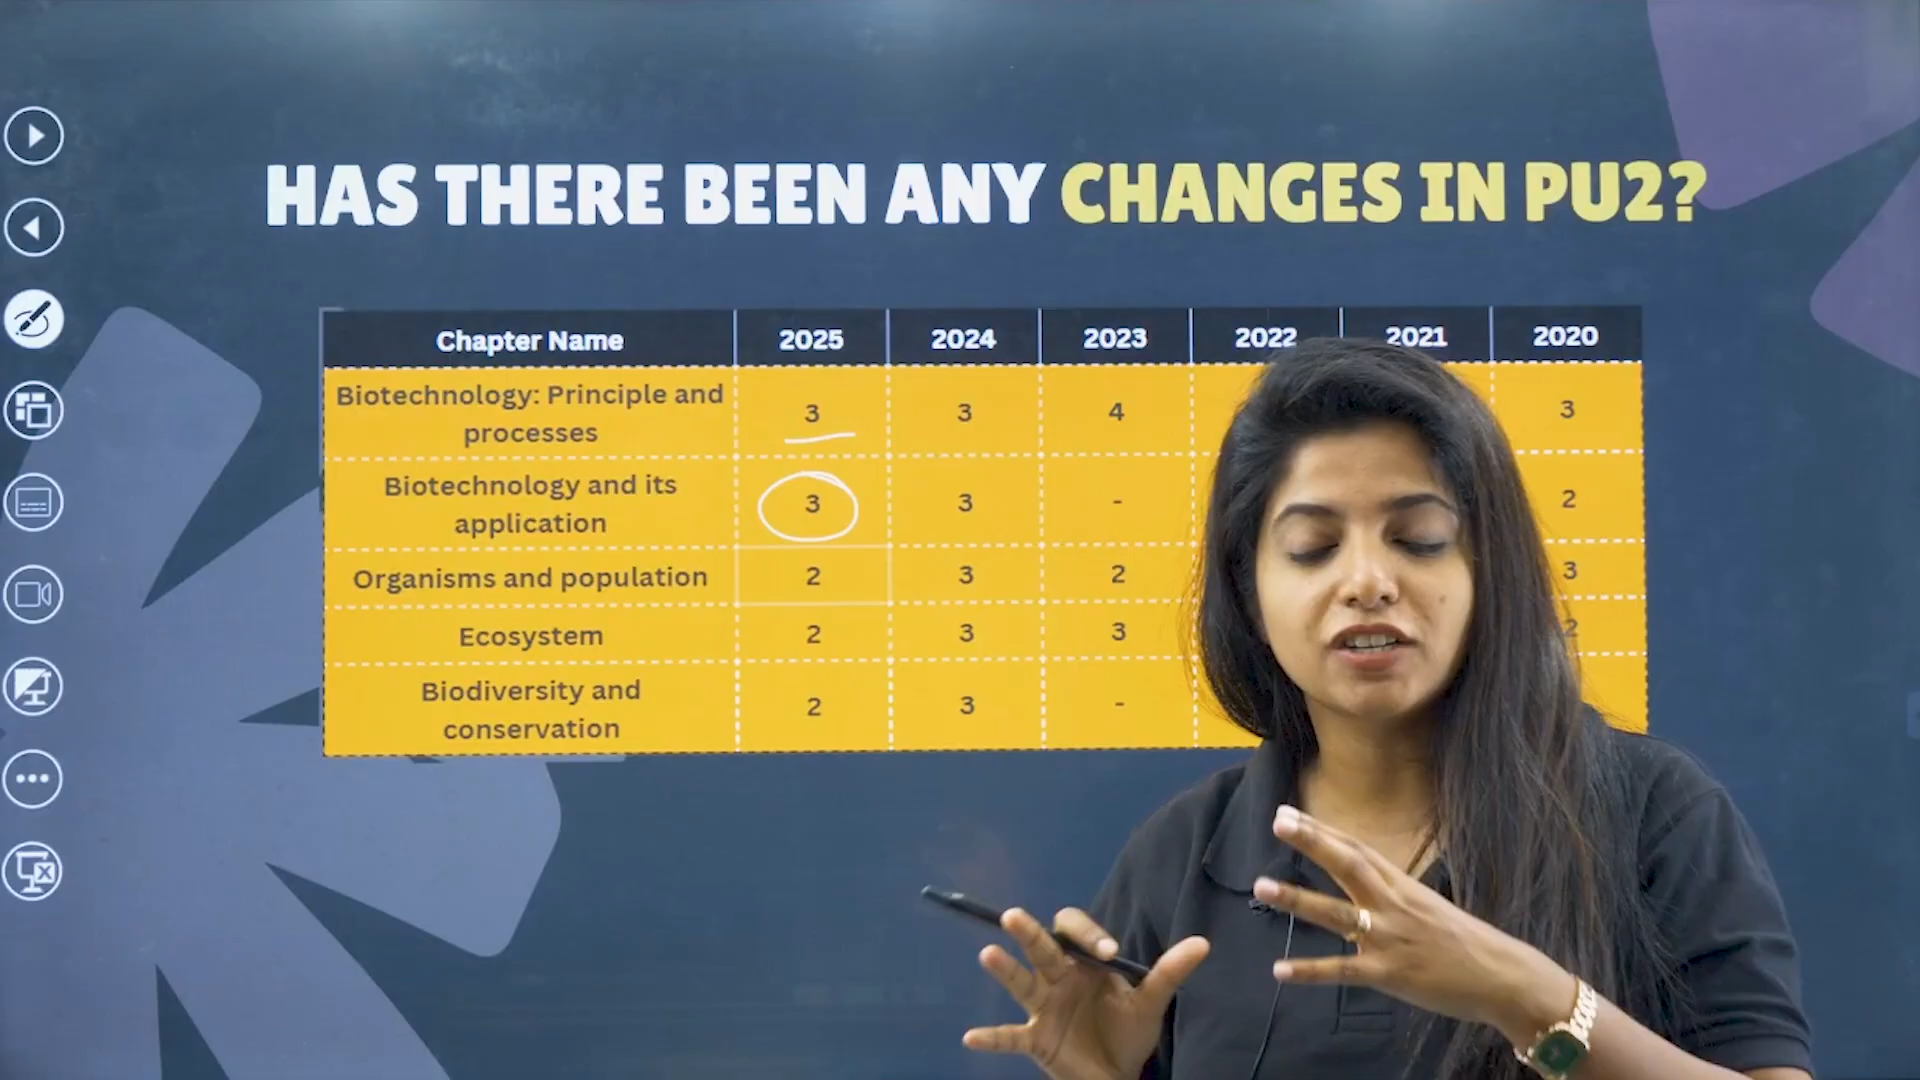 HAS THERE BEEN ANY CHANGES IN PU2?
Chapter Name 2025 2024 2023 2022 2021 2020
Biotechnology: Principle and
processes 3 3 4 3
Biotechnology and its
application 3 3 - 2
Organisms and population 2 3 2 3
Ecosystem 2 3 3 2
Biodiversity and
conservation 2 3 -